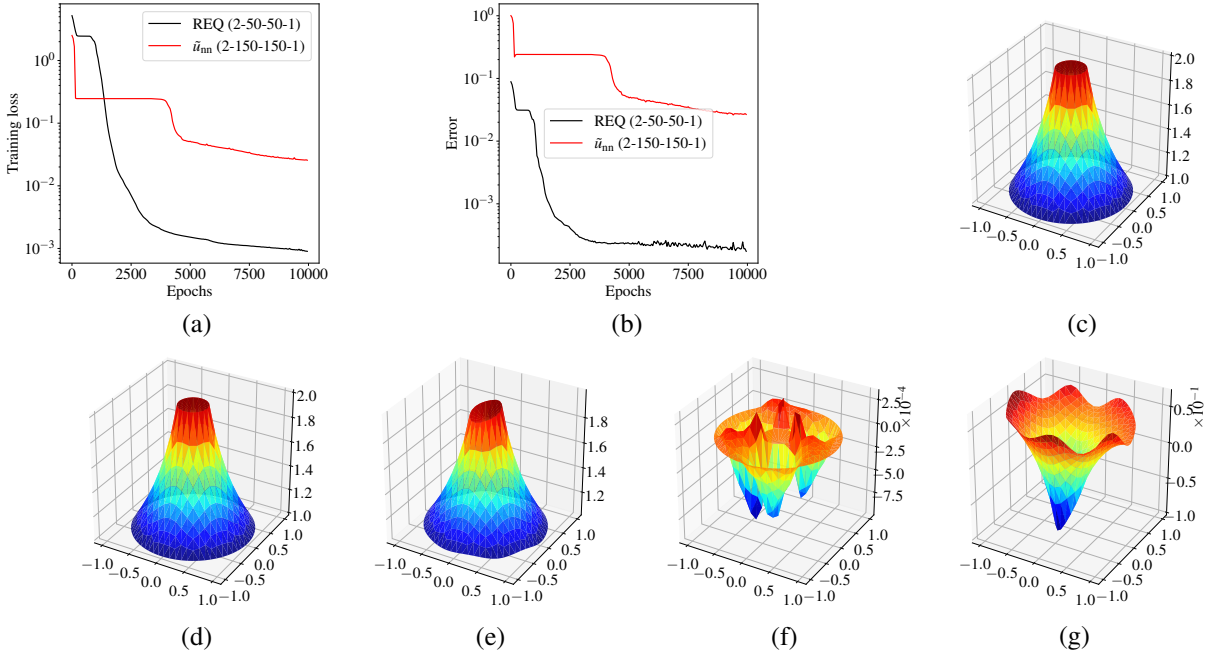 REQ (2-50-50-1)
ũnn (2-150-150-1)
Training loss
10⁰
10⁻¹
10⁻²
10⁻³
0 2500 5000 7500 10000
Epochs
(a)
REQ (2-50-50-1)
ũnn (2-150-150-1)
Error
10⁰
10⁻¹
10⁻²
10⁻³
0 2500 5000 7500 10000
Epochs
(b)
2.0
1.8
1.6
1.4
1.2
1.0
−1.0 −0.5 0.0 0.5 1.0
−1.0 −0.5 0.0 0.5 1.0
(c)
2.0
1.8
1.6
1.4
1.2
1.0
−1.0 −0.5 0.0 0.5 1.0
−1.0 −0.5 0.0 0.5 1.0
(d)
1.8
1.6
1.4
1.2
−1.0 −0.5 0.0 0.5 1.0
−1.0 −0.5 0.0 0.5 1.0
(e)
×10⁻⁴
2.5
0.0
−2.5
−5.0
−7.5
−1.0 −0.5 0.0 0.5 1.0
−1.0 −0.5 0.0 0.5 1.0
(f)
×10⁻¹
0.5
0.0
−0.5
−1.0
−1.0 −0.5 0.0 0.5 1.0
−1.0 −0.5 0.0 0.5 1.0
(g)